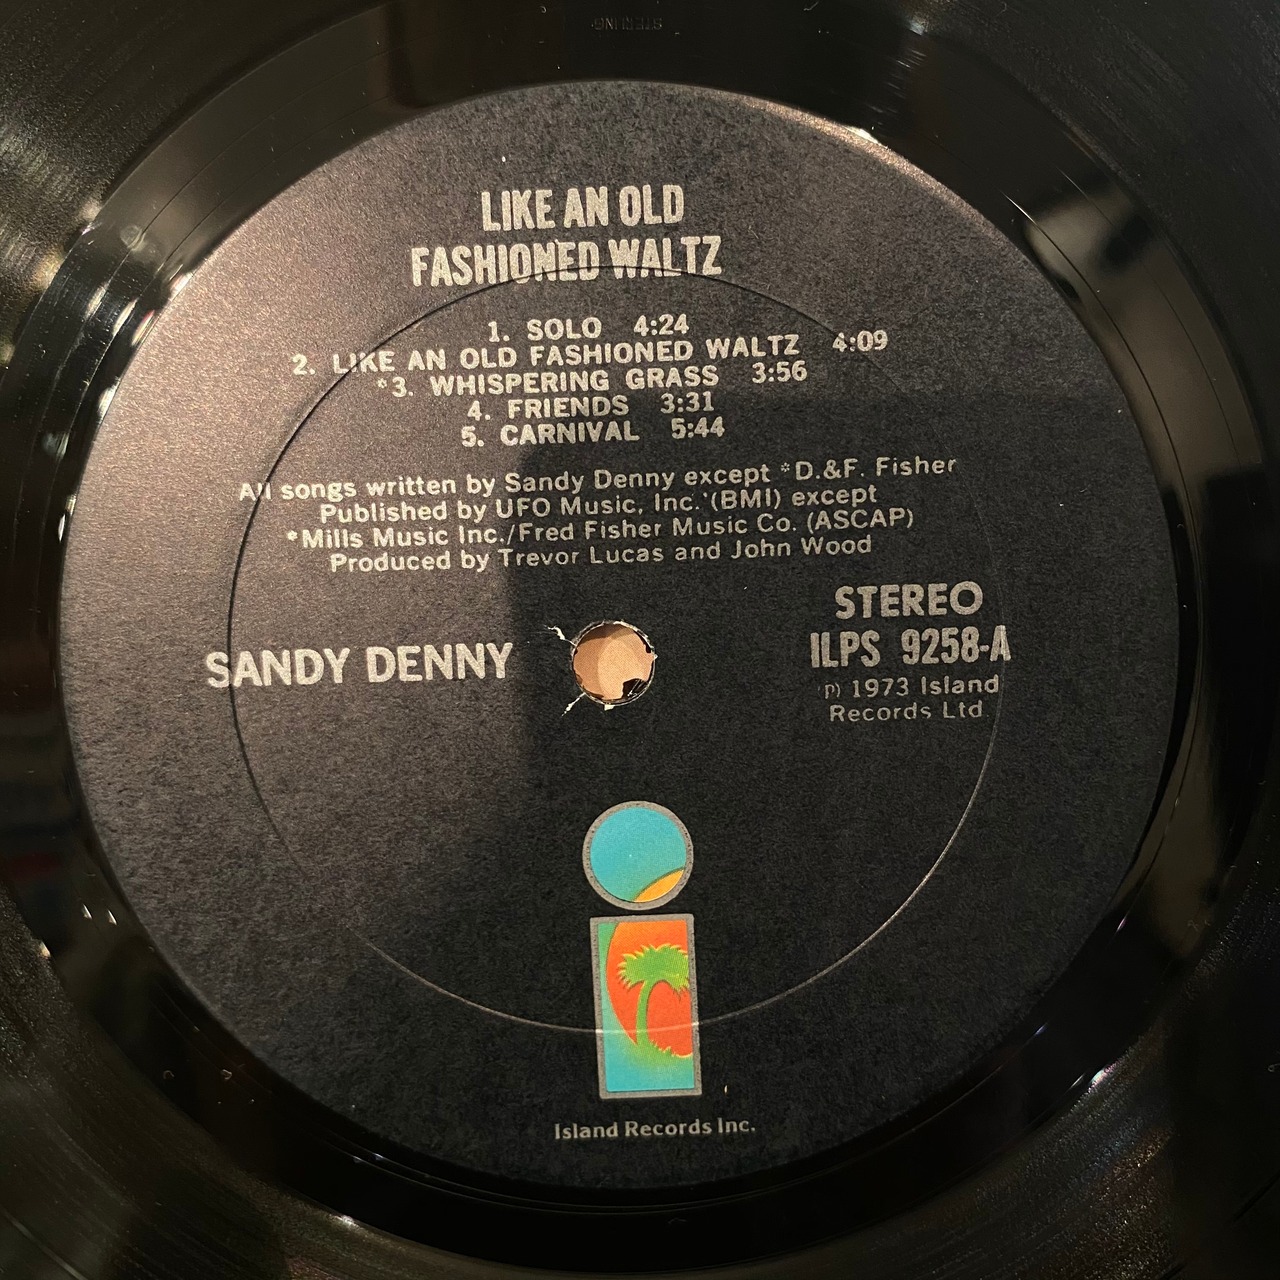 STERLING
LIKE AN OLD
FASHIONED WALTZ
1. SOLO 4:24
2. LIKE AN OLD FASHIONED WALTZ 4:09
*3. WHISPERING GRASS 3:56
4. FRIENDS 3:31
5. CARNIVAL 5:44
All songs written by Sandy Denny except *D.&F. Fisher
Published by UFO Music, Inc. (BMI) except
*Mills Music Inc./Fred Fisher Music Co. (ASCAP)
Produced by Trevor Lucas and John Wood
SANDY DENNY
STEREO
ILPS 9258-A
(P) 1973 Island
Records Ltd
i
Island Records Inc.